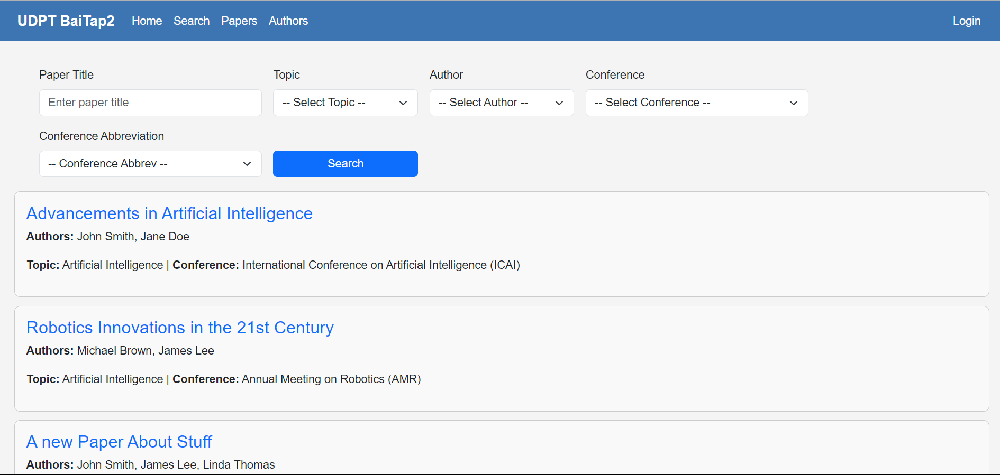 UDPT BaiTap2 Home Search Papers Authors Login
Paper Title Topic Author Conference
Enter paper title -- Select Topic -- -- Select Author -- -- Select Conference --
Conference Abbreviation
-- Conference Abbrev -- Search
Advancements in Artificial Intelligence
Authors: John Smith, Jane Doe
Topic: Artificial Intelligence | Conference: International Conference on Artificial Intelligence (ICAI)
Robotics Innovations in the 21st Century
Authors: Michael Brown, James Lee
Topic: Artificial Intelligence | Conference: Annual Meeting on Robotics (AMR)
A new Paper About Stuff
Authors: John Smith, James Lee, Linda Thomas